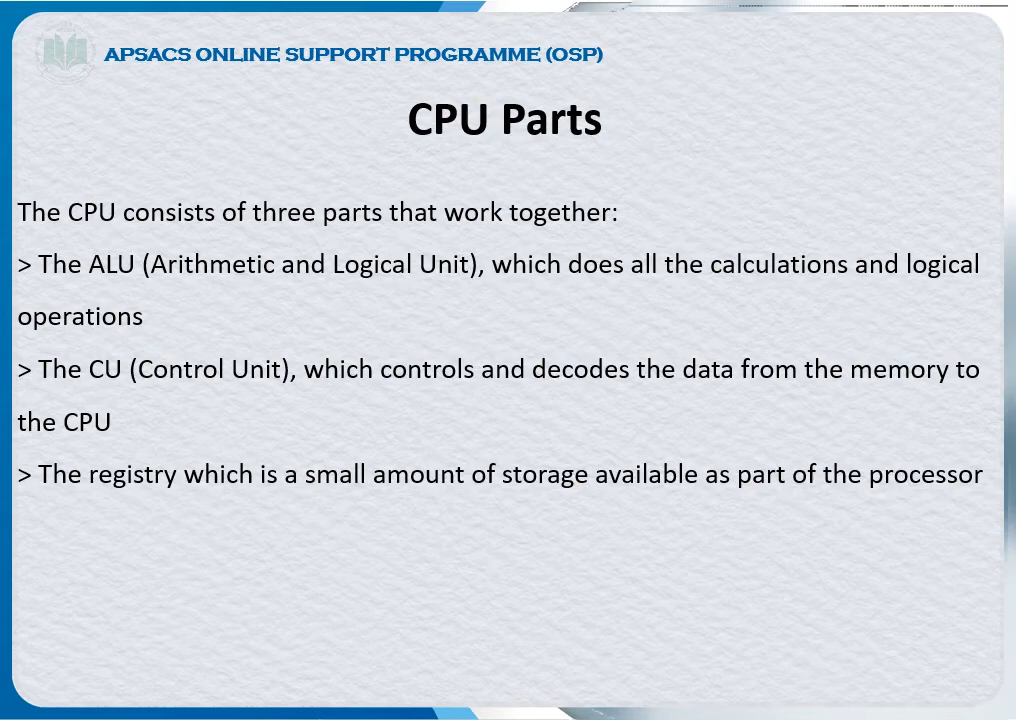 APSACS ONLINE SUPPORT PROGRAMME (OSP)
CPU Parts
The CPU consists of three parts that work together:
> The ALU (Arithmetic and Logical Unit), which does all the calculations and logical
operations
> The CU (Control Unit), which controls and decodes the data from the memory to
the CPU
> The registry which is a small amount of storage available as part of the processor